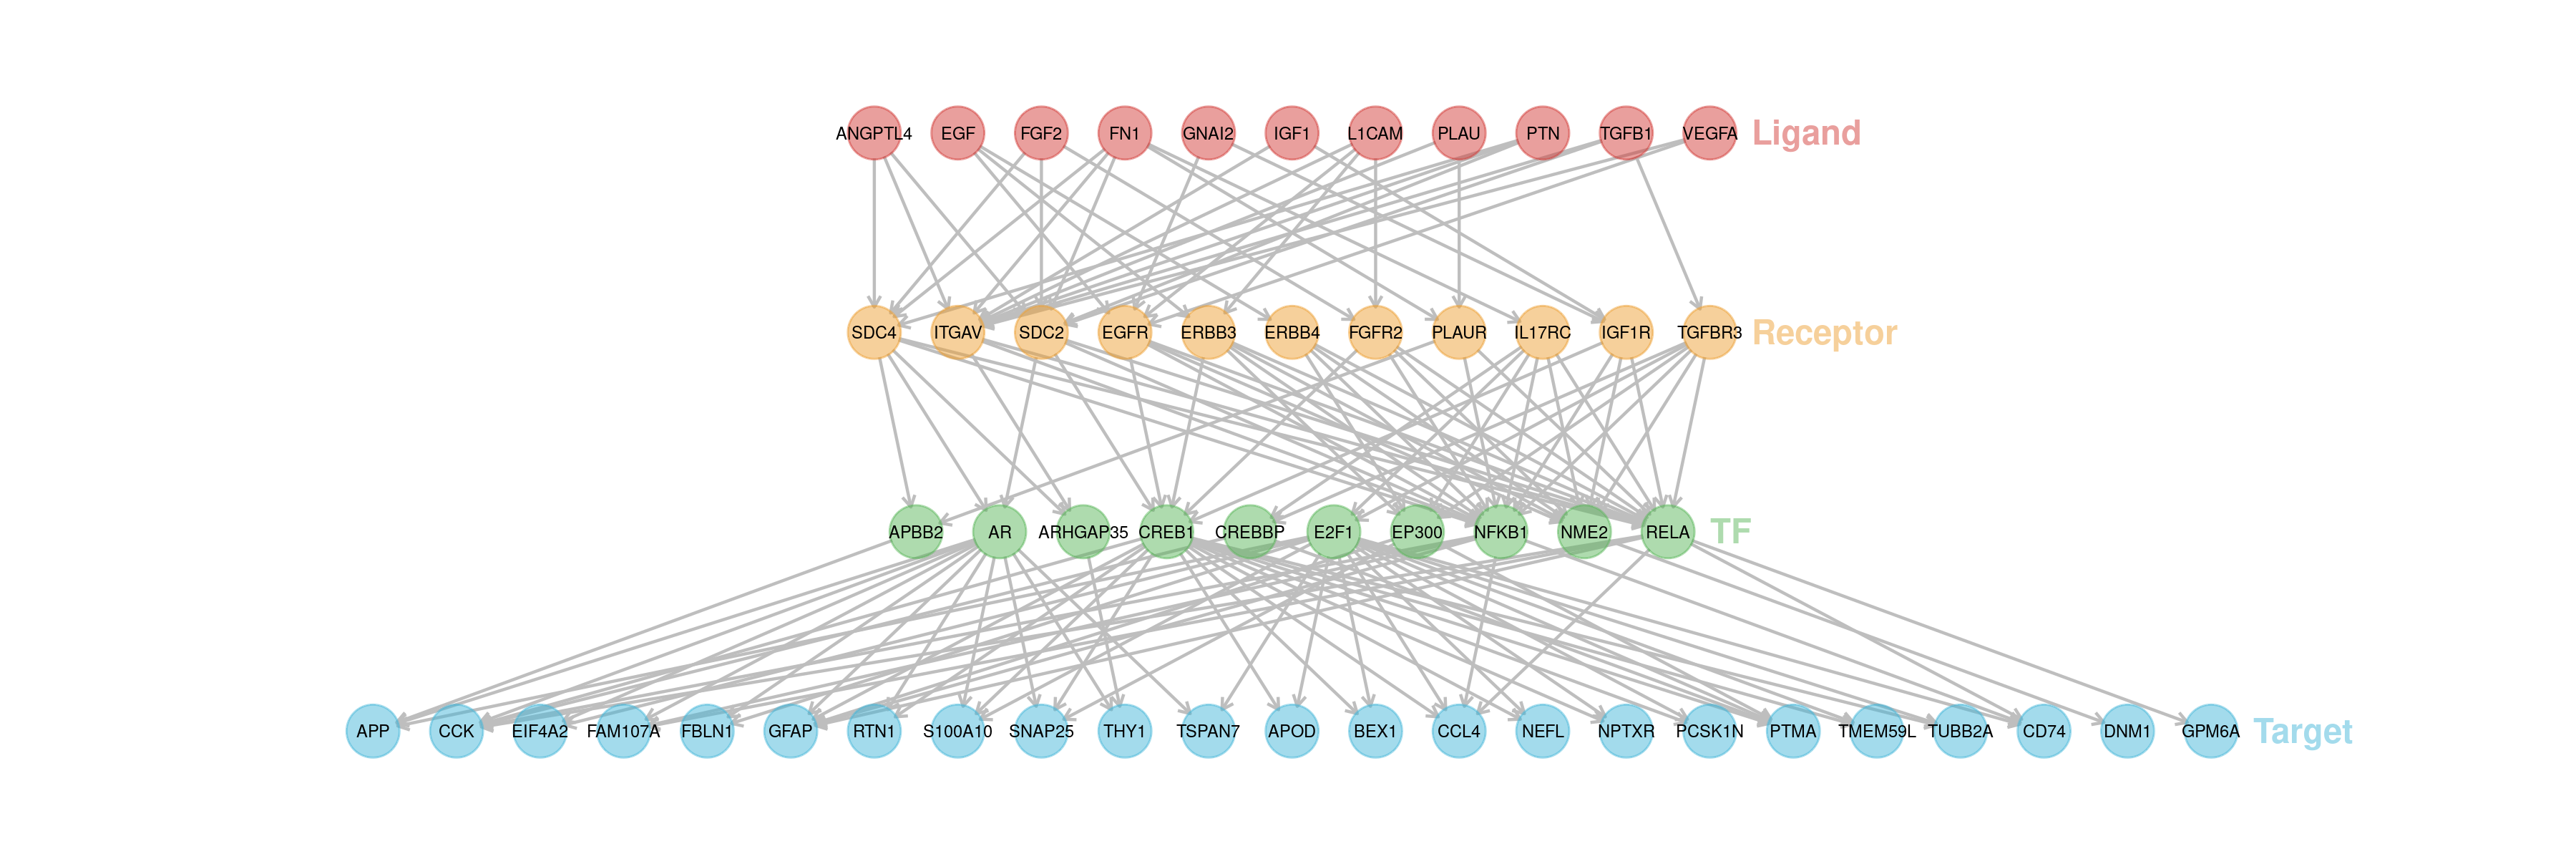 ANGPTL4 EGF FGF2 FN1 GNAI2 IGF1 L1CAM PLAU PTN TGFB1 VEGFA Ligand
SDC4 ITGAV SDC2 EGFR ERBB3 ERBB4 FGFR2 PLAUR IL17RC IGF1R TGFBR3 Receptor
APBB2 AR ARHGAP35 CREB1 CREBBP E2F1 EP300 NFKB1 NME2 RELA TF
APP CCK EIF4A2 FAM107A FBLN1 GFAP RTN1 S100A10 SNAP25 THY1 TSPAN7 APOD BEX1 CCL4 NEFL NPTXR PCSK1N PTMA TMEM59L TUBB2A CD74 DNM1 GPM6A Target